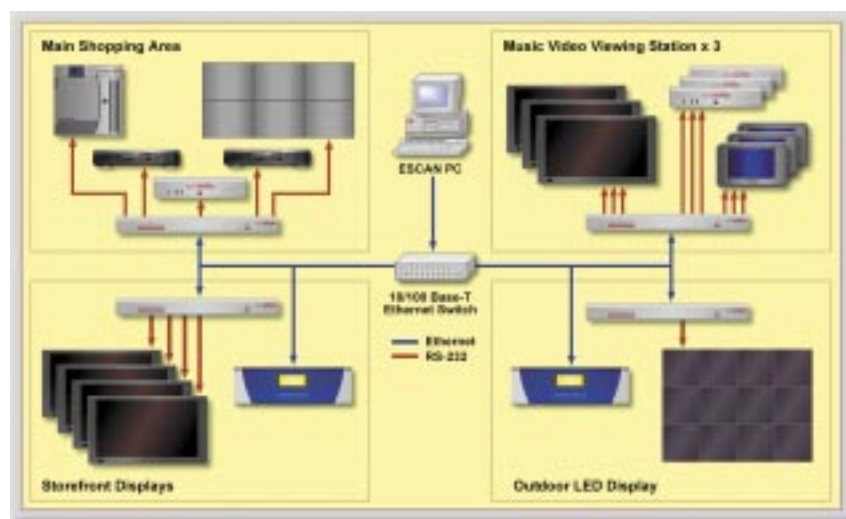 Main Shopping Area
Music Video Viewing Station x 3
ESCAN PC
10/100 Base-T
Ethernet Switch
Ethernet
RS-232
Storefront Displays
Outdoor LED Display